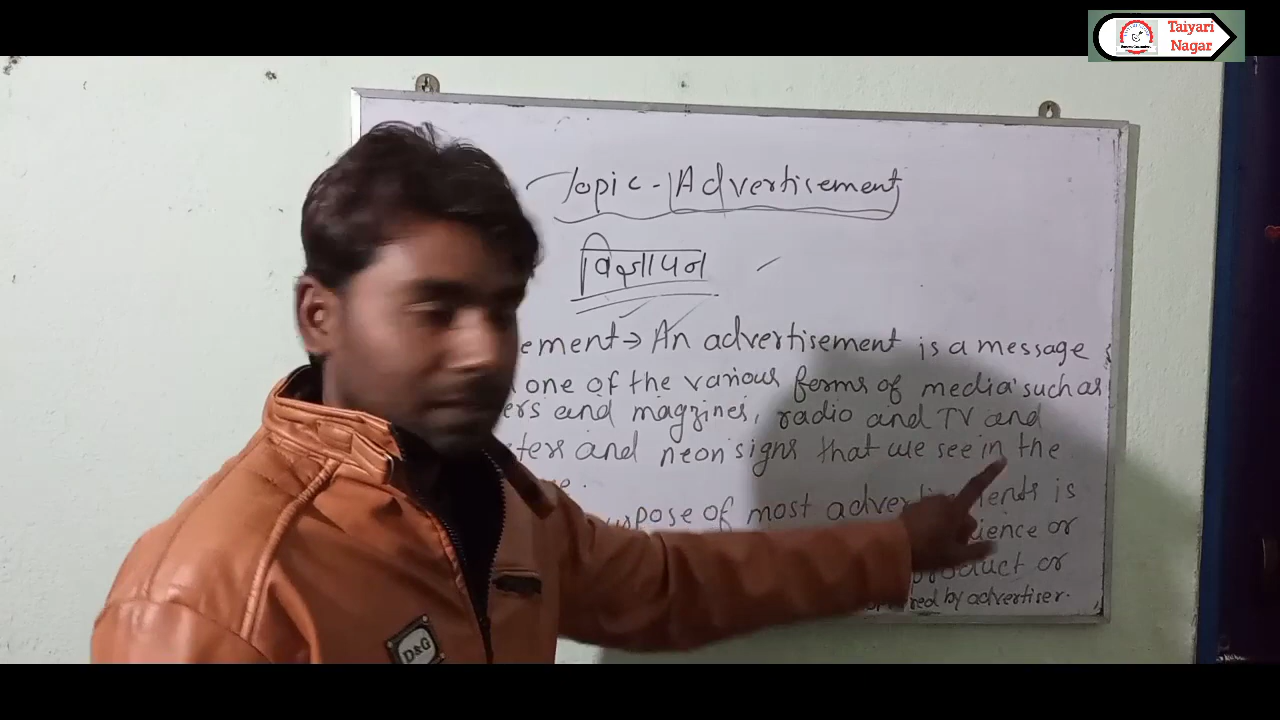 Taiyari
Nagar
Topic - Advertisement
विज्ञापन
ement → An advertisement is a message
one of the various forms of media such as
ers and magzines, radio and TV and
ters and neon signs that we see in the
urpose of most advertisements is
ience or
product or
red by advertiser.
D&G